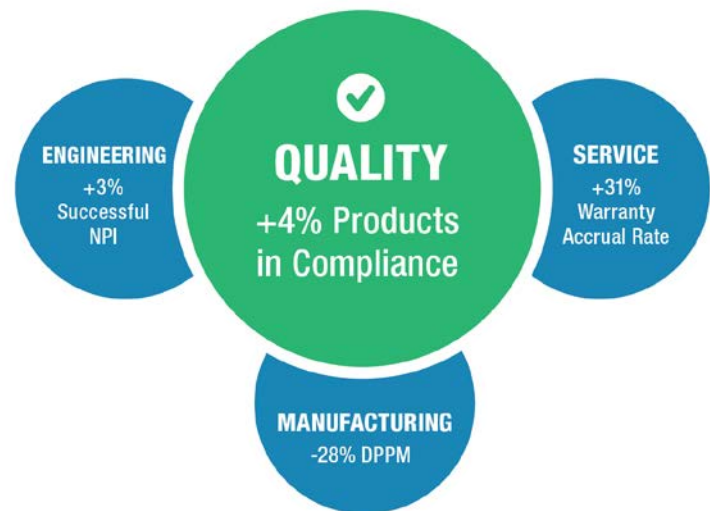 QUALITY
+4% Products
in Compliance
ENGINEERING
+3%
Successful
NPI
SERVICE
+31%
Warranty
Accrual Rate
MANUFACTURING
-28% DPPM